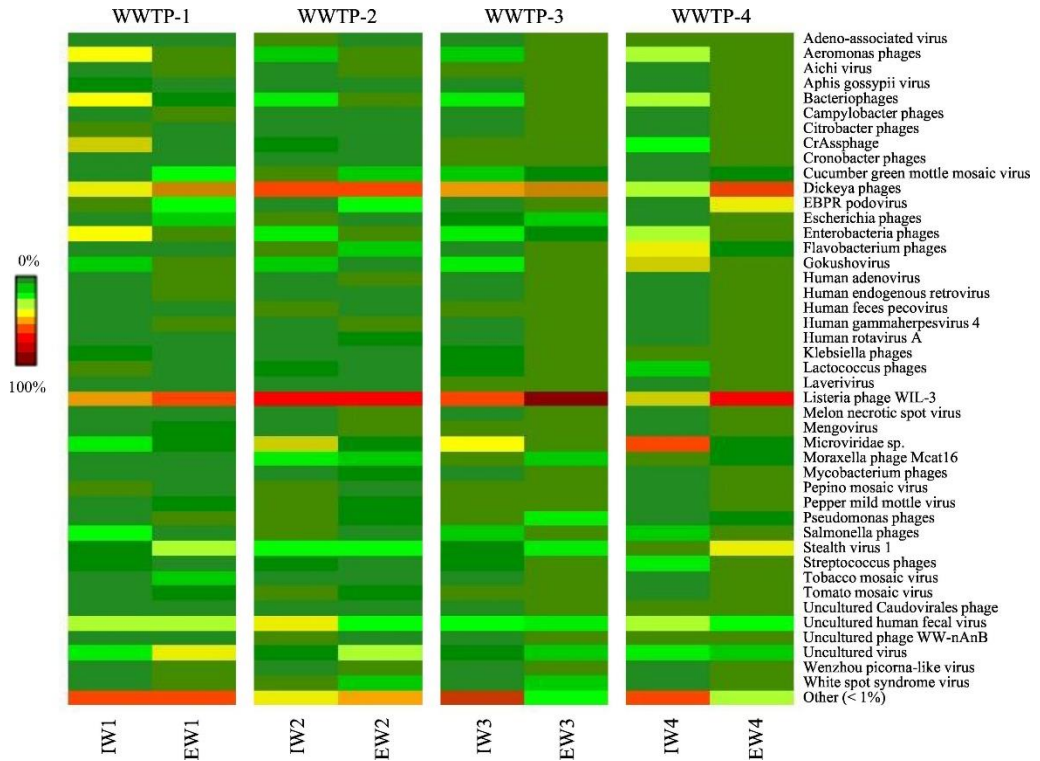 WWTP-1 WWTP-2 WWTP-3 WWTP-4
0%
100%
Adeno-associated virus
Aeromonas phages
Aichi virus
Aphis gossypii virus
Bacteriophages
Campylobacter phages
Citrobacter phages
CrAssphage
Cronobacter phages
Cucumber green mottle mosaic virus
Dickeya phages
EBPR podovirus
Escherichia phages
Enterobacteria phages
Flavobacterium phages
Gokushovirus
Human adenovirus
Human endogenous retrovirus
Human feces pecovirus
Human gammaherpesvirus 4
Human rotavirus A
Klebsiella phages
Lactococcus phages
Laverivirus
Listeria phage WIL-3
Melon necrotic spot virus
Mengovirus
Microviridae sp.
Moraxella phage Mcat16
Mycobacterium phages
Pepino mosaic virus
Pepper mild mottle virus
Pseudomonas phages
Salmonella phages
Stealth virus 1
Streptococcus phages
Tobacco mosaic virus
Tomato mosaic virus
Uncultured Caudovirales phage
Uncultured human fecal virus
Uncultured phage WW-nAnB
Uncultured virus
Wenzhou picorna-like virus
White spot syndrome virus
Other (< 1%)
IW1 EW1 IW2 EW2 IW3 EW3 IW4 EW4